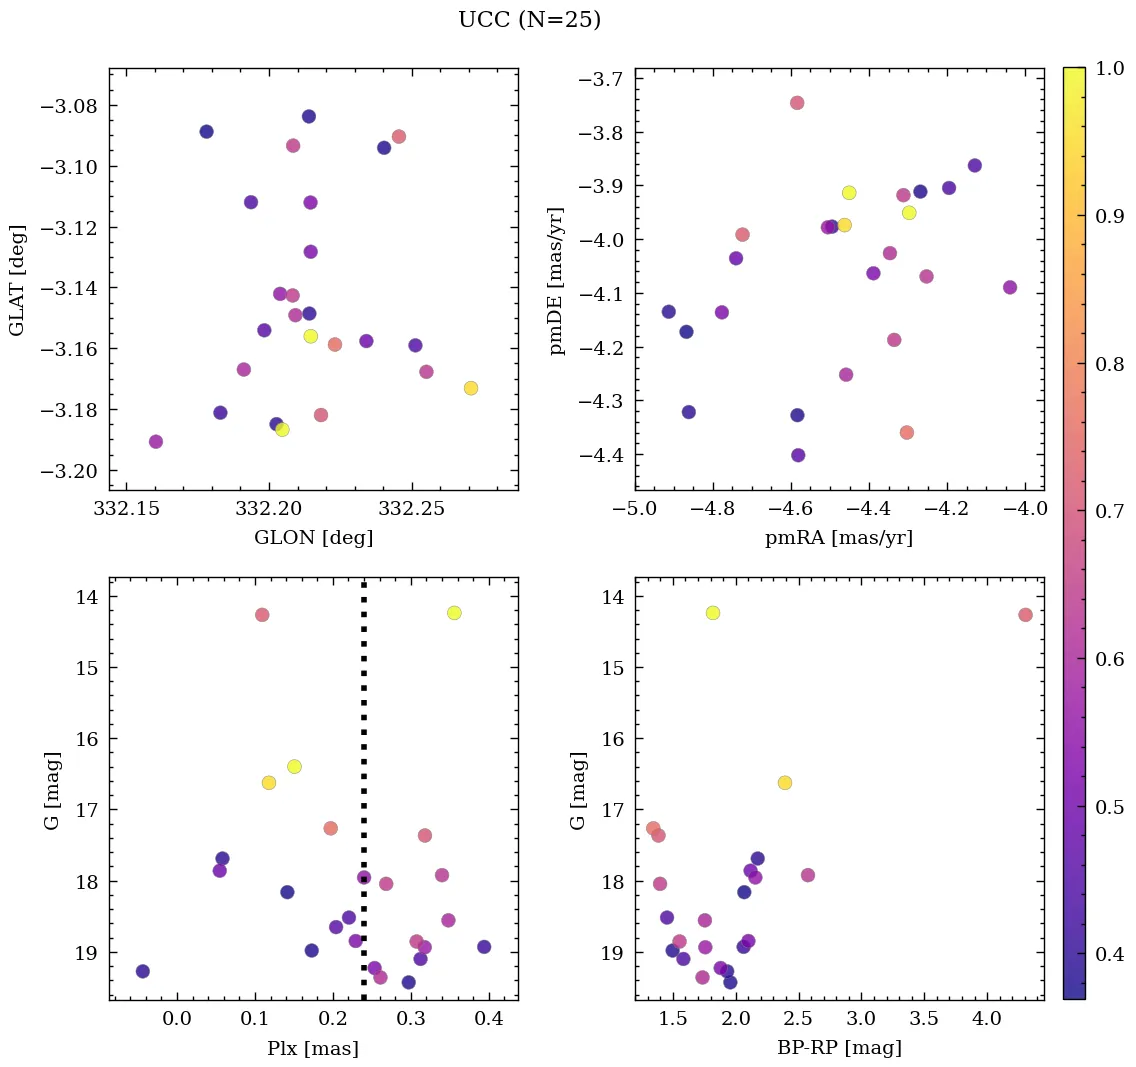 UCC (N=25)
−3.08
−3.10
−3.12
−3.14
−3.16
−3.18
−3.20
GLAT [deg]
332.15 332.20 332.25
GLON [deg]
−3.7
−3.8
−3.9
−4.0
−4.1
−4.2
−4.3
−4.4
pmDE [mas/yr]
−5.0 −4.8 −4.6 −4.4 −4.2 −4.0
pmRA [mas/yr]
14
15
16
17
18
19
G [mag]
0.0 0.1 0.2 0.3 0.4
Plx [mas]
14
15
16
17
18
19
G [mag]
1.5 2.0 2.5 3.0 3.5 4.0
BP-RP [mag]
1.0
0.9
0.8
0.7
0.6
0.5
0.4